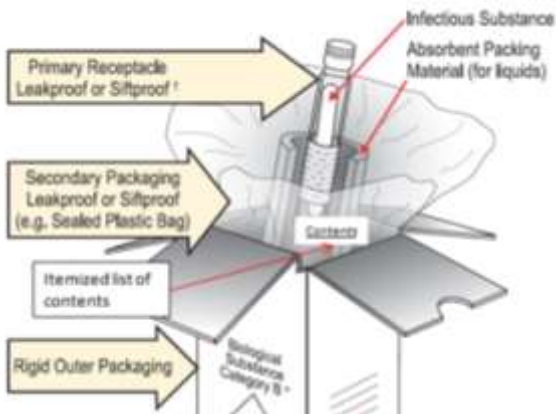 Infectious Substance
Absorbent Packing
Material (for liquids)
Primary Receptacle
Leakproof or Siftproof
Secondary Packaging
Leakproof or Siftproof
(e.g, Sealed Plastic Bag)
Contents
Itemized list of
contents
Rigid Outer Packaging
Biological
Substance
Category B